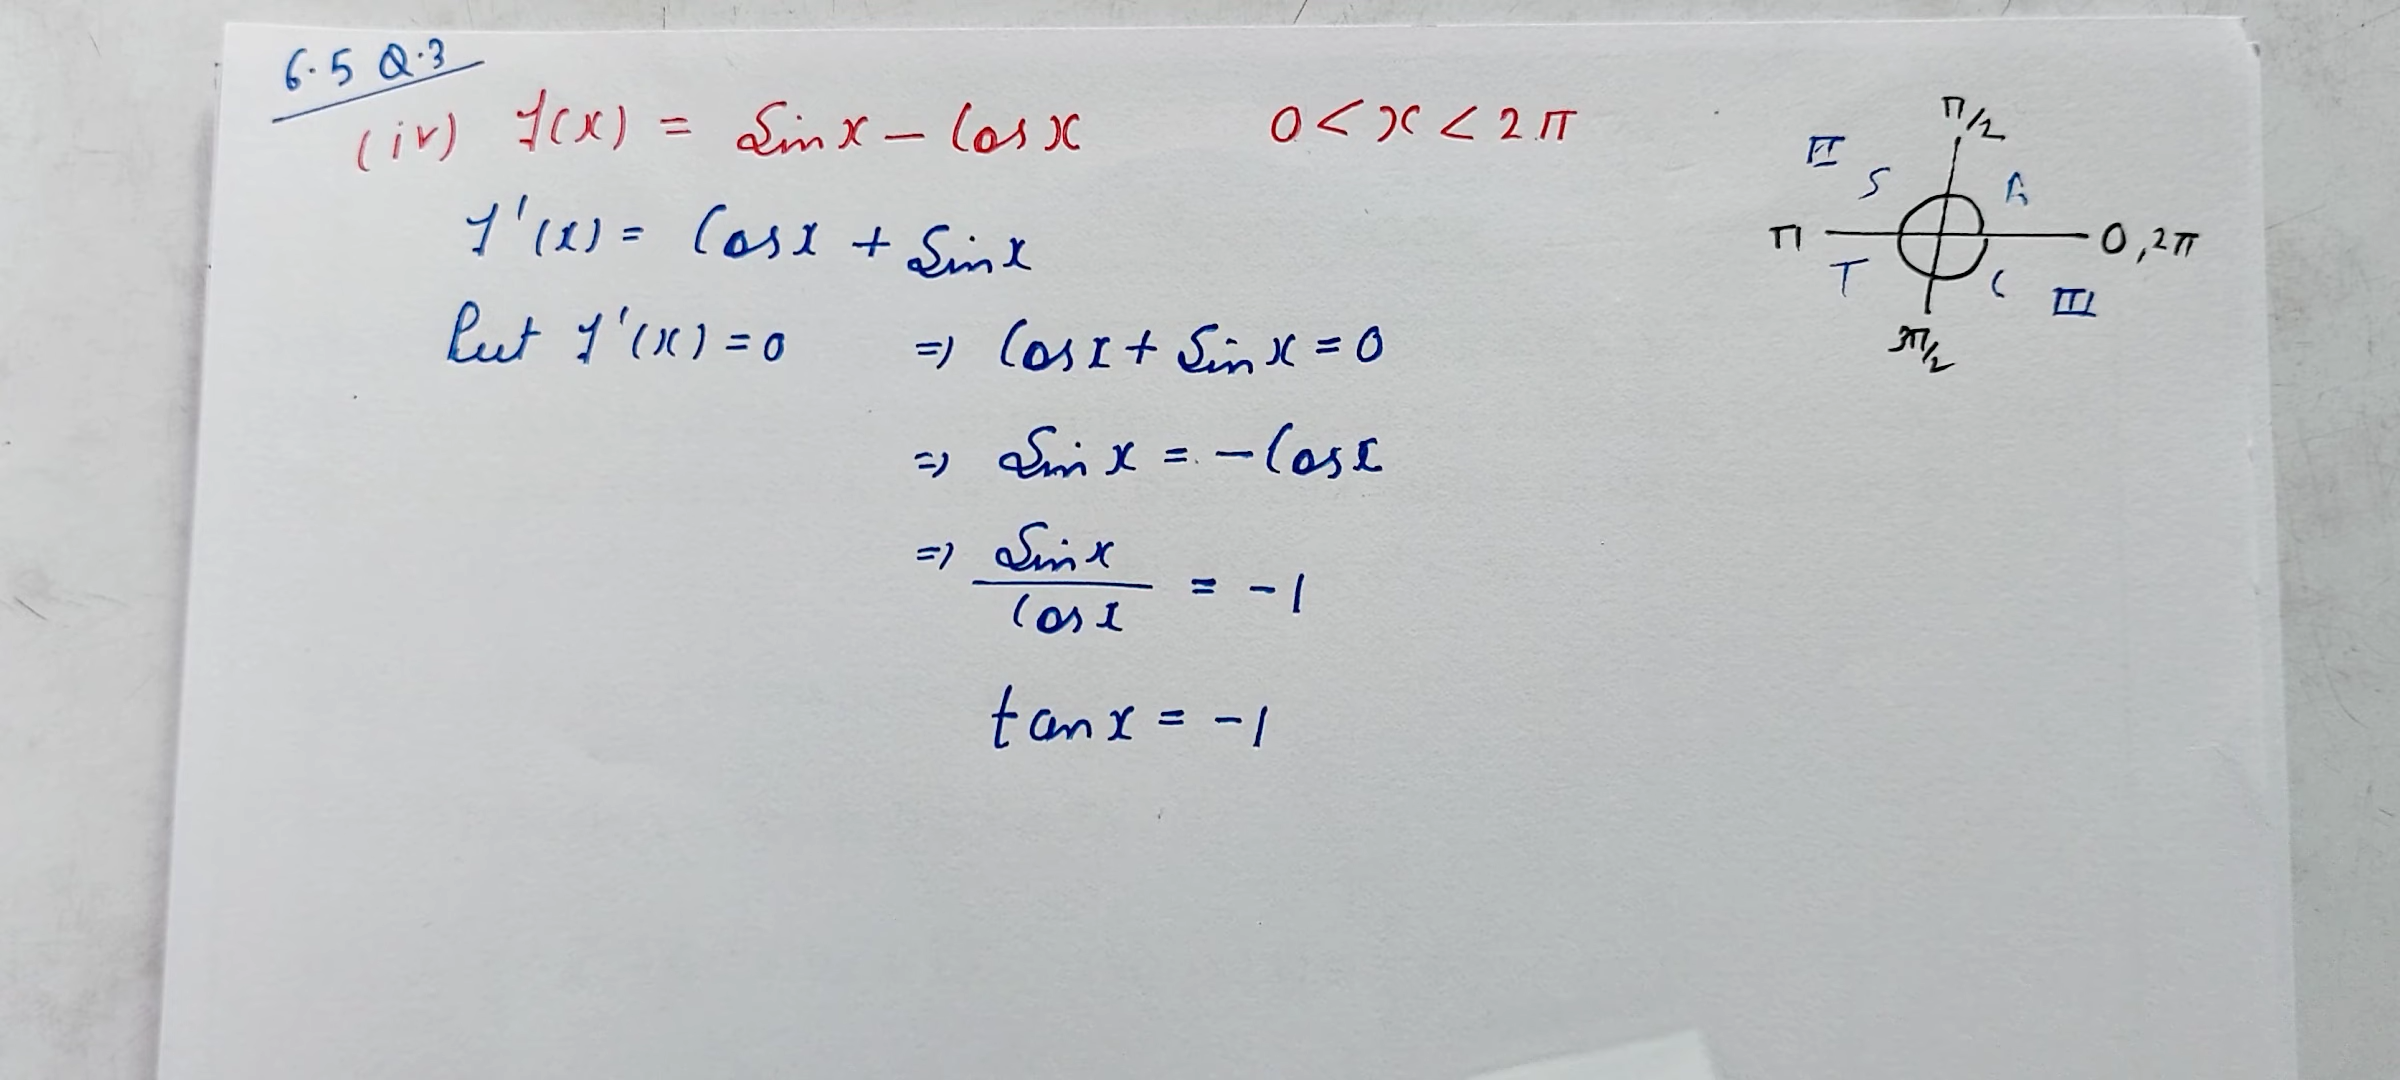 6.5 Q.3
(iv) f(x) = Sin x - Cos x 0 < x < 2π
f'(x) = Cos x + Sin x
Put f'(x) = 0 => Cos x + Sin x = 0
=> Sin x = - Cos x
=> Sin x / Cos x = -1
tan x = -1
π/2
II S A
π 0, 2π
T C III
3π/2